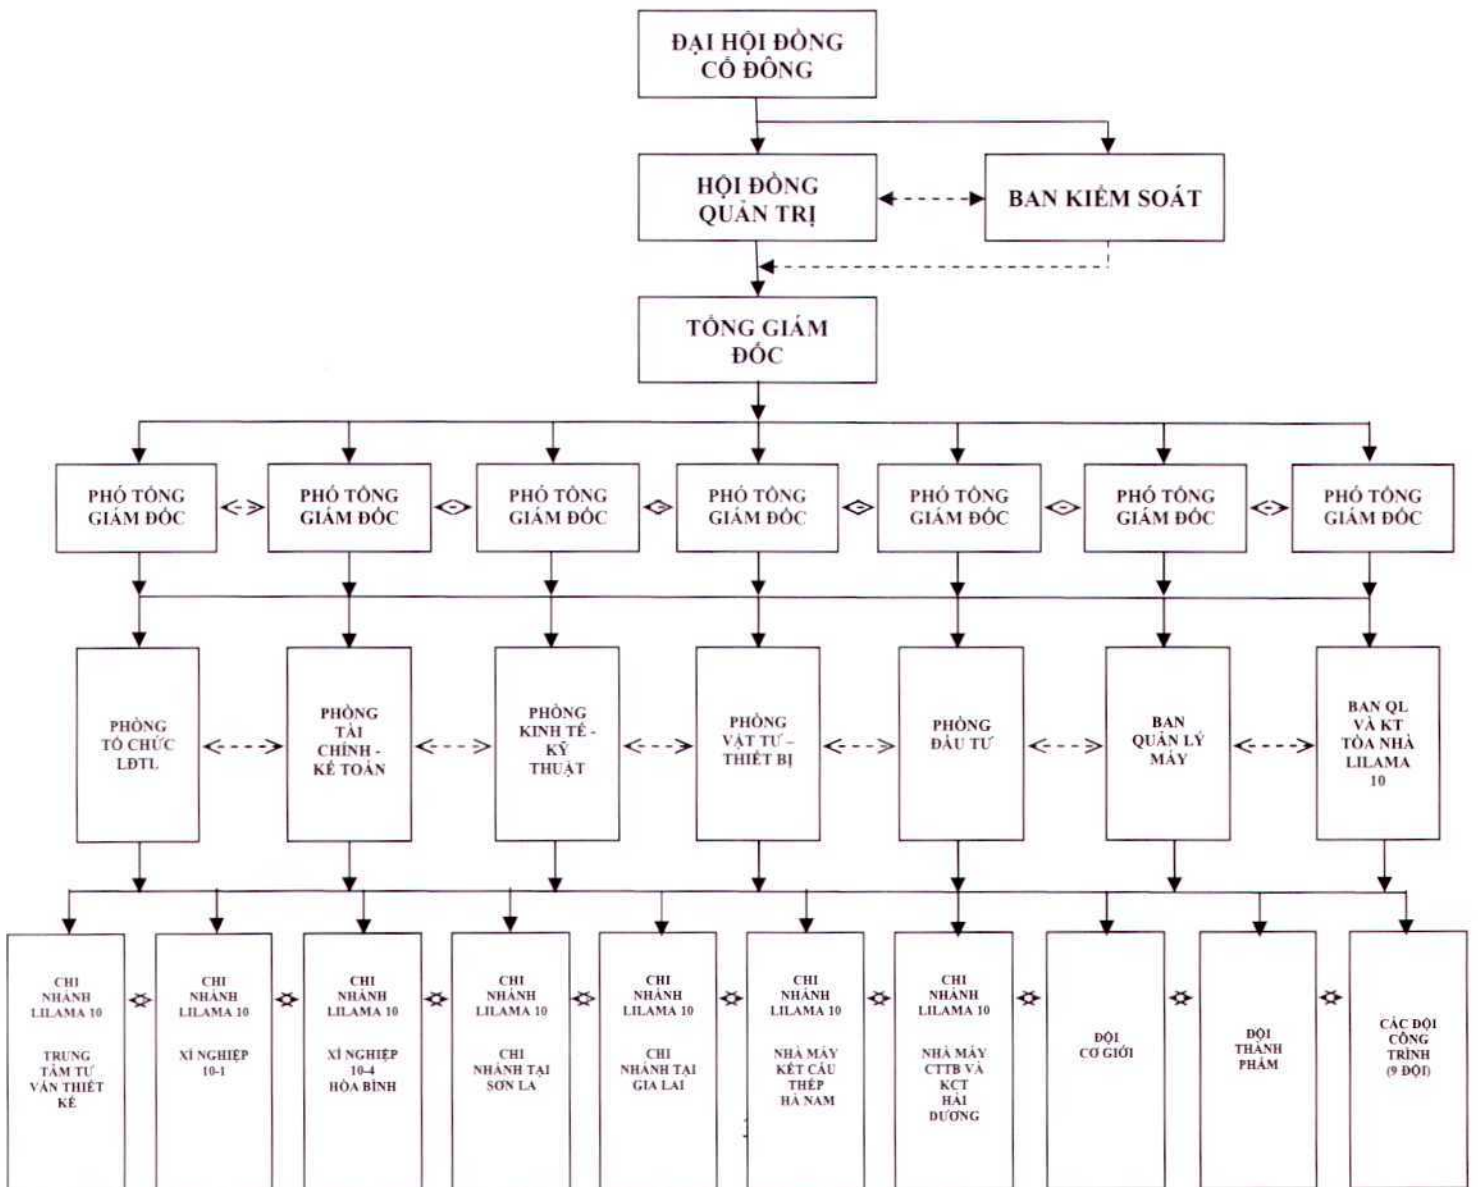 ĐẠI HỘI ĐỒNG
CỔ ĐÔNG
HỘI ĐỒNG
QUẢN TRỊ
BAN KIỂM SOÁT
TỔNG GIÁM
ĐỐC
PHÓ TỔNG
GIÁM ĐỐC
PHÓ TỔNG
GIÁM ĐỐC
PHÓ TỔNG
GIÁM ĐỐC
PHÓ TỔNG
GIÁM ĐỐC
PHÓ TỔNG
GIÁM ĐỐC
PHÓ TỔNG
GIÁM ĐỐC
PHÓ TỔNG
GIÁM ĐỐC
PHÒNG
TỔ CHỨC
LĐTL
PHÒNG
TÀI
CHÍNH -
KẾ TOÁN
PHÒNG
KINH TẾ -
KỸ
THUẬT
PHÒNG
VẬT TƯ –
THIẾT BỊ
PHÒNG
ĐẦU TƯ
BAN
QUẢN LÝ
MÁY
BAN QL
VÀ KT
TÒA NHÀ
LILAMA
10
CHI
NHÁNH
LILAMA 10
TRUNG
TÂM TƯ
VẤN THIẾT
KẾ
CHI
NHÁNH
LILAMA 10
XÍ NGHIỆP
10-1
CHI
NHÁNH
LILAMA 10
XÍ NGHIỆP
10-4
HÒA BÌNH
CHI
NHÁNH
LILAMA 10
CHI
NHÁNH TẠI
SƠN LA
CHI
NHÁNH
LILAMA 10
CHI
NHÁNH TẠI
GIA LAI
CHI
NHÁNH
LILAMA 10
NHÀ MÁY
KẾT CẤU
THÉP
HÀ NAM
CHI
NHÁNH
LILAMA 10
NHÀ MÁY
CTTB VÀ
KCT
HẢI
DƯƠNG
ĐỘI
CƠ GIỚI
ĐỘI
THÀNH
PHẨM
CÁC ĐỘI
CÔNG
TRÌNH
(9 ĐỘI)